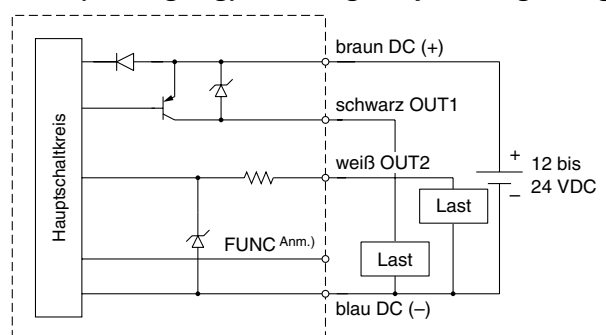 braun DC (+)
schwarz OUT1
Hauptschaltkreis
weiß OUT2
+
12 bis
24 VDC
–
Last
FUNC Anm.)
Last
blau DC (–)